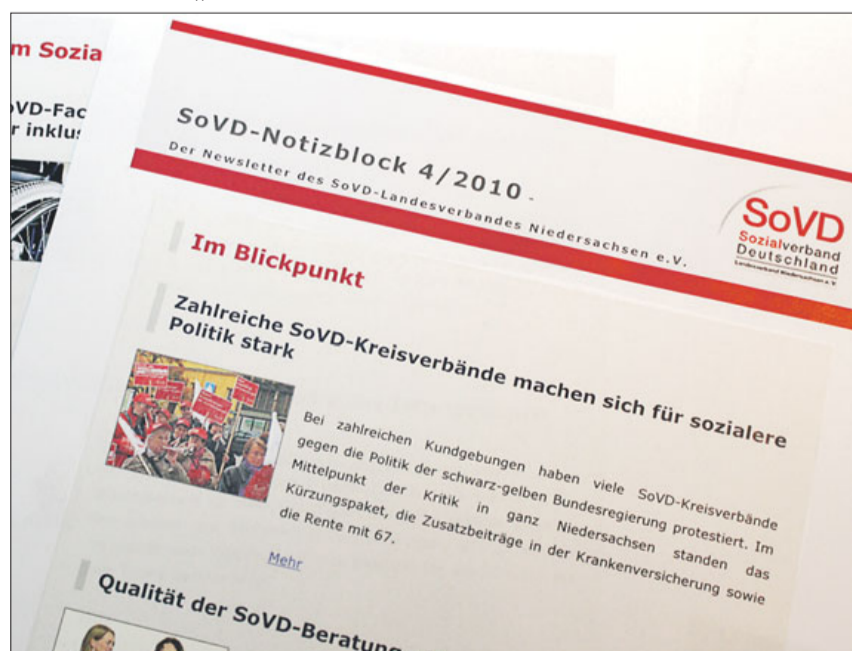 m Sozia
oVD-Fac
r inklus
SoVD-Notizblock 4/2010 -
Der Newsletter des SoVD-Landesverbandes Niedersachsen e.V.
SoVD
Sozialverband
Deutschland
Landesverband Niedersachsen e.V.
Im Blickpunkt
Zahlreiche SoVD-Kreisverbände machen sich für sozialere
Politik stark
Bei zahlreichen Kundgebungen haben viele SoVD-Kreisverbände
gegen die Politik der schwarz-gelben Bundesregierung protestiert. Im
Mittelpunkt der Kritik in ganz Niedersachsen standen das
Kürzungspaket, die Zusatzbeiträge in der Krankenversicherung sowie
die Rente mit 67.
Mehr
Qualität der SoVD-Beratung